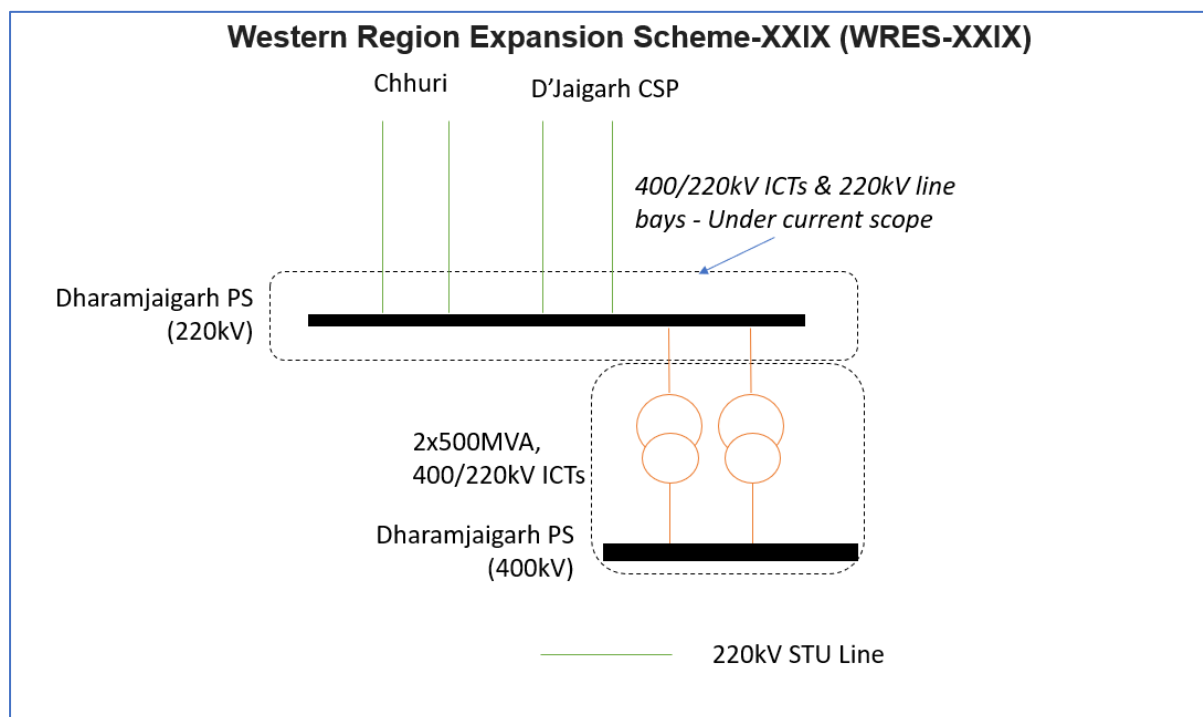 Western Region Expansion Scheme-XXIX (WRES-XXIX)
Chhuri
D'Jaigarh CSP
400/220kV ICTs & 220kV line
bays - Under current scope
Dharamjaigarh PS
(220kV)
2x500MVA,
400/220kV ICTs
Dharamjaigarh PS
(400kV)
220kV STU Line